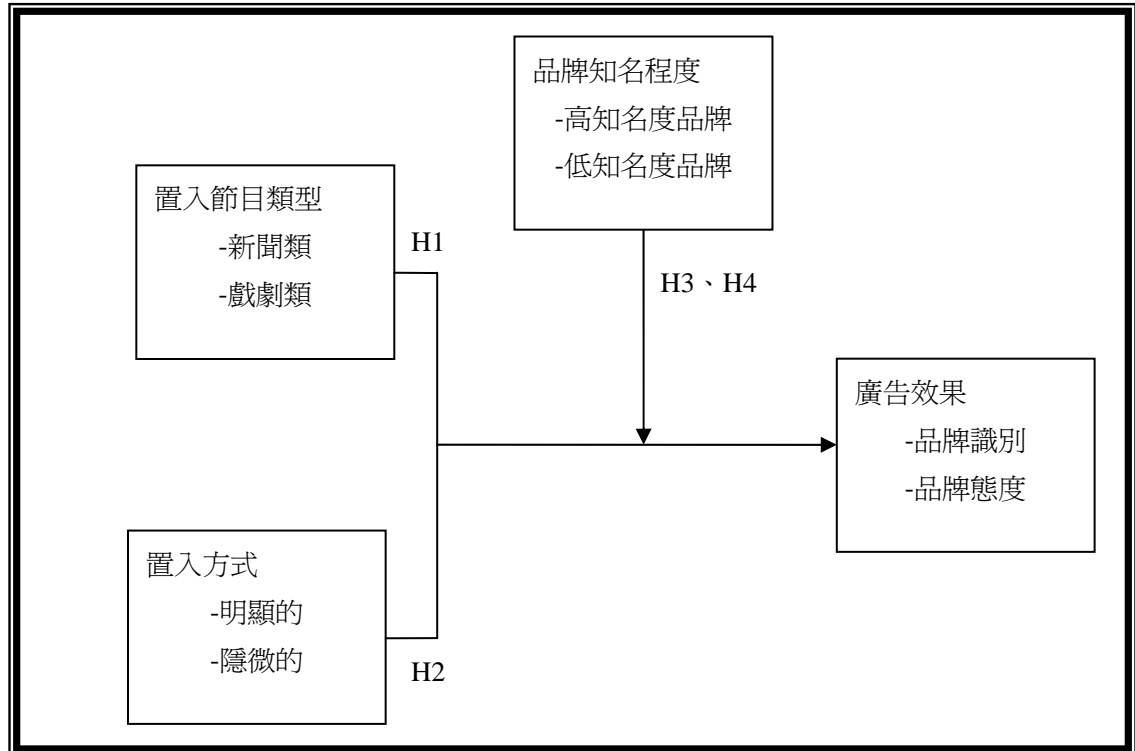 品牌知名程度
-高知名度品牌
-低知名度品牌
置入節目類型
-新聞類
-戲劇類
H1
H3、H4
廣告效果
-品牌識別
-品牌態度
置入方式
-明顯的
-隱微的
H2